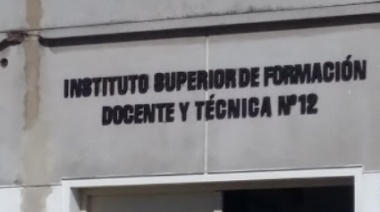 INSTITUTO SUPERIOR DE FORMACIÓN
DOCENTE Y TÉCNICA Nº12